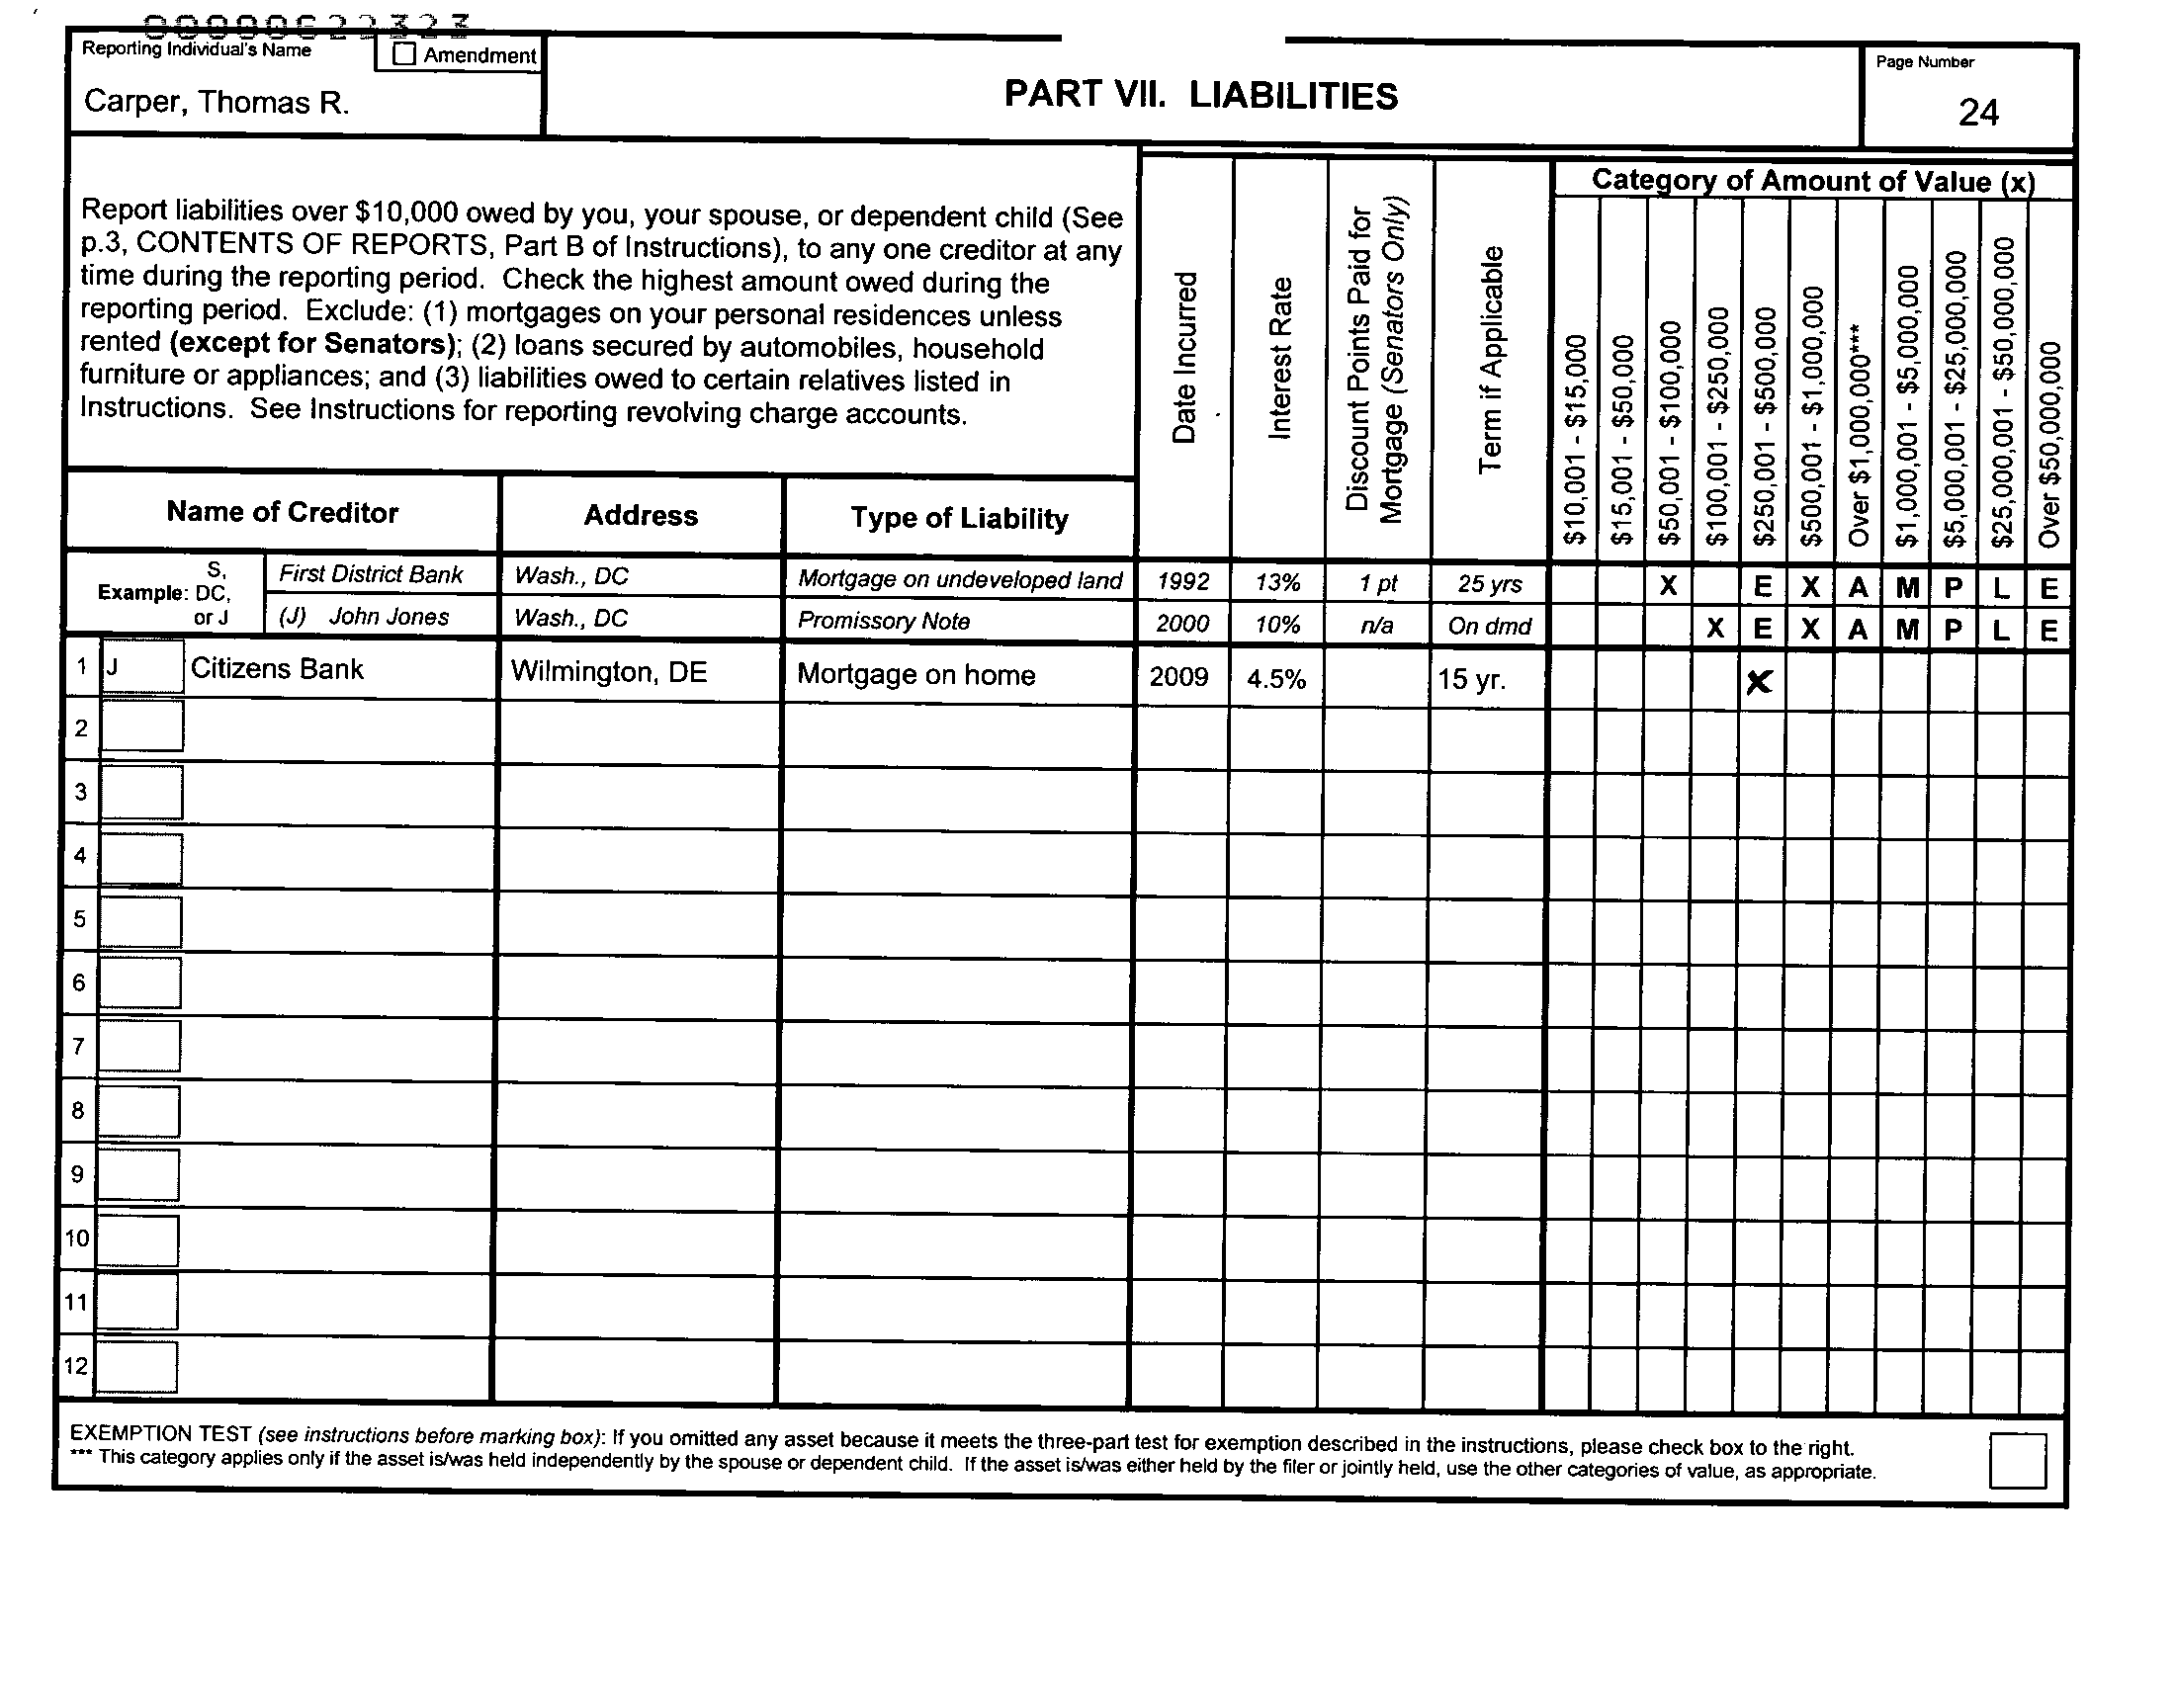 00000622323
Reporting Individual's Name
Amendment
Carper, Thomas R.
PART VII. LIABILITIES
Page Number
24
Report liabilities over $10,000 owed by you, your spouse, or dependent child (See
p.3, CONTENTS OF REPORTS, Part B of Instructions), to any one creditor at any
time during the reporting period. Check the highest amount owed during the
reporting period. Exclude: (1) mortgages on your personal residences unless
rented (except for Senators); (2) loans secured by automobiles, household
furniture or appliances; and (3) liabilities owed to certain relatives listed in
Instructions. See Instructions for reporting revolving charge accounts.
Date Incurred
Interest Rate
Discount Points Paid for
Mortgage (Senators Only)
Term if Applicable
Category of Amount of Value (x)
$10,001 - $15,000
$15,001 - $50,000
$50,001 - $100,000
$100,001 - $250,000
$250,001 - $500,000
$500,001 - $1,000,000
Over $1,000,000***
$1,000,001 - $5,000,000
$5,000,001 - $25,000,000
$25,000,001 - $50,000,000
Over $50,000,000
Name of Creditor Address Type of Liability
Example: S, DC, or J
First District Bank Wash., DC Mortgage on undeveloped land 1992 13% 1 pt 25 yrs X E X A M P L E
(J) John Jones Wash., DC Promissory Note 2000 10% n/a On dmd X E X A M P L E
1 J Citizens Bank Wilmington, DE Mortgage on home 2009 4.5% 15 yr. X
2
3
4
5
6
7
8
9
10
11
12
EXEMPTION TEST (see instructions before marking box): If you omitted any asset because it meets the three-part test for exemption described in the instructions, please check box to the right.
*** This category applies only if the asset is/was held independently by the spouse or dependent child. If the asset is/was either held by the filer or jointly held, use the other categories of value, as appropriate.